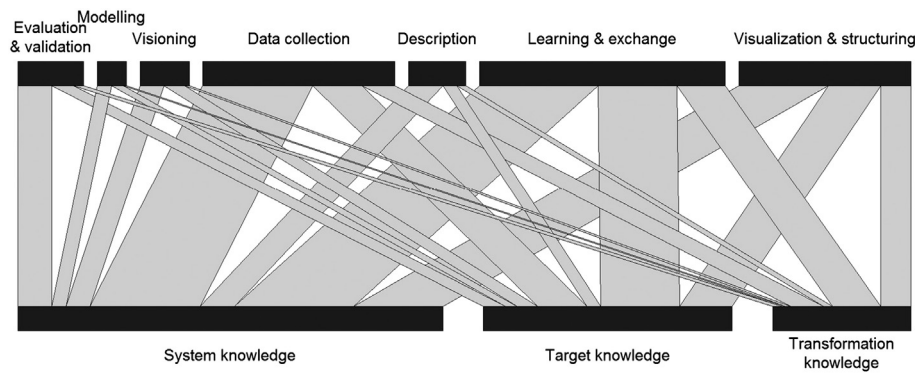 Modelling
Evaluation
& validation
Visioning
Data collection
Description
Learning & exchange
Visualization & structuring
System knowledge
Target knowledge
Transformation
knowledge